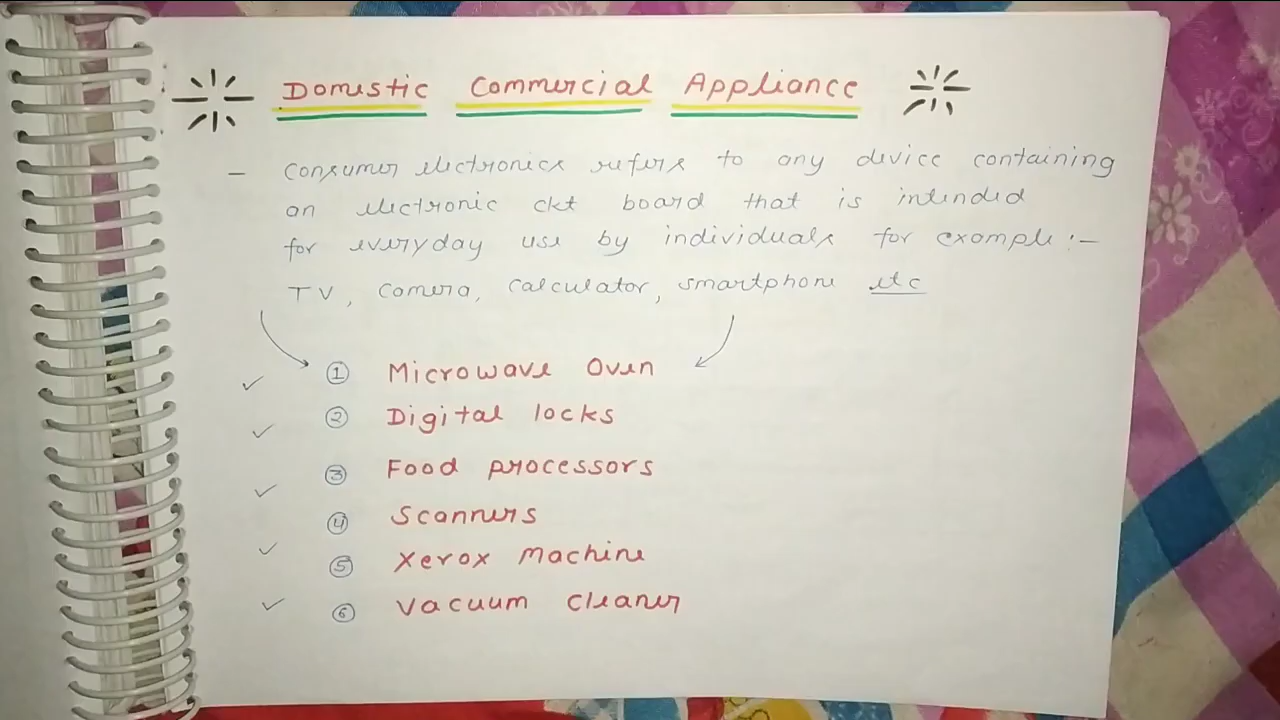 Domestic Commercial Appliance
- Consumer electronics refers to any device containing
an electronic ckt board that is intended
for everyday use by individuals for example :-
TV, camera, calculator, smartphone etc
① Microwave Oven
② Digital locks
③ Food processors
④ Scanners
⑤ Xerox machine
⑥ Vacuum cleaner